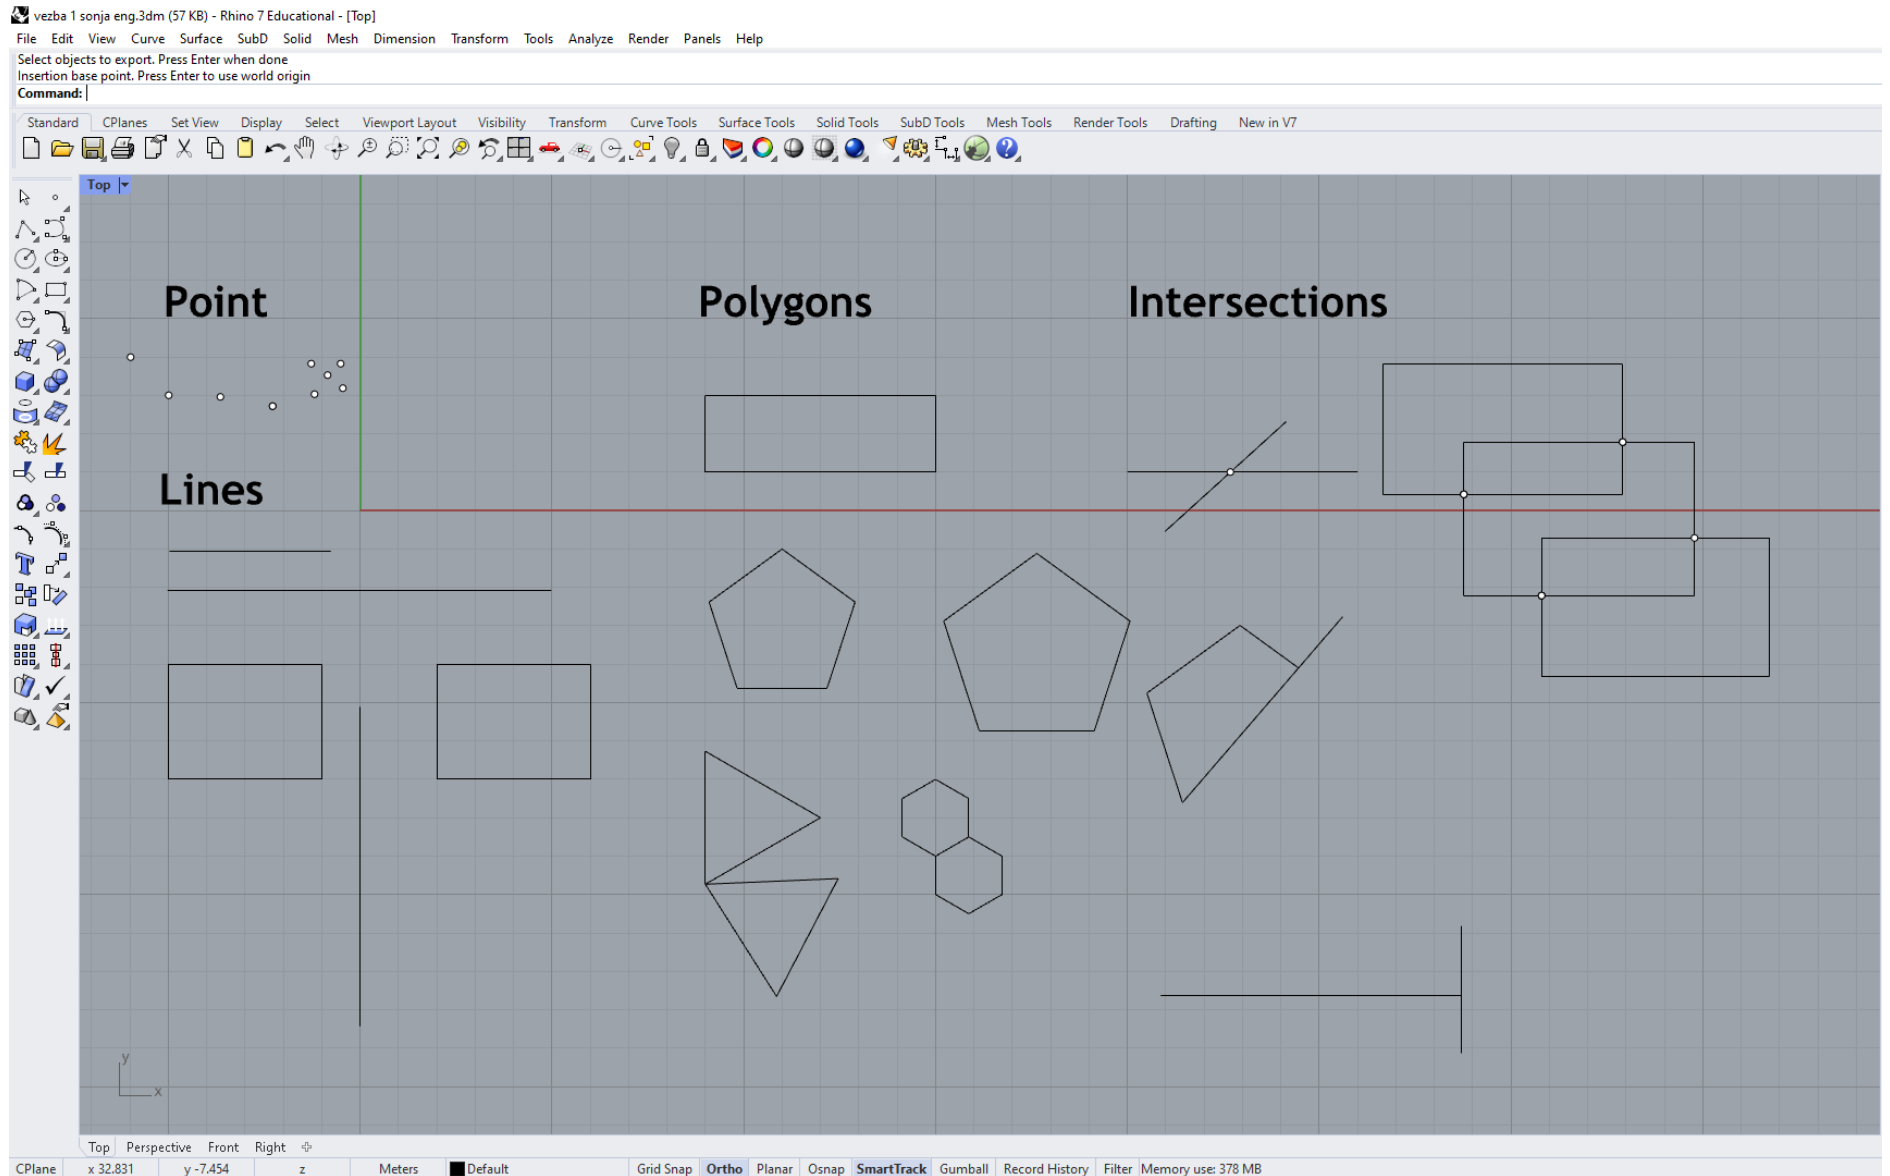 vezba 1 sonja eng.3dm (57 KB) - Rhino 7 Educational - [Top]
File Edit View Curve Surface SubD Solid Mesh Dimension Transform Tools Analyze Render Panels Help
Select objects to export. Press Enter when done
Insertion base point. Press Enter to use world origin
Command:
Standard CPlanes Set View Display Select Viewport Layout Visibility Transform Curve Tools Surface Tools Solid Tools SubD Tools Mesh Tools Render Tools Drafting New in V7
Top
Point Polygons Intersections
Lines
y
x
Top Perspective Front Right
CPlane x 32.831 y -7.454 z Meters Default Grid Snap Ortho Planar Osnap SmartTrack Gumball Record History Filter Memory use: 378 MB